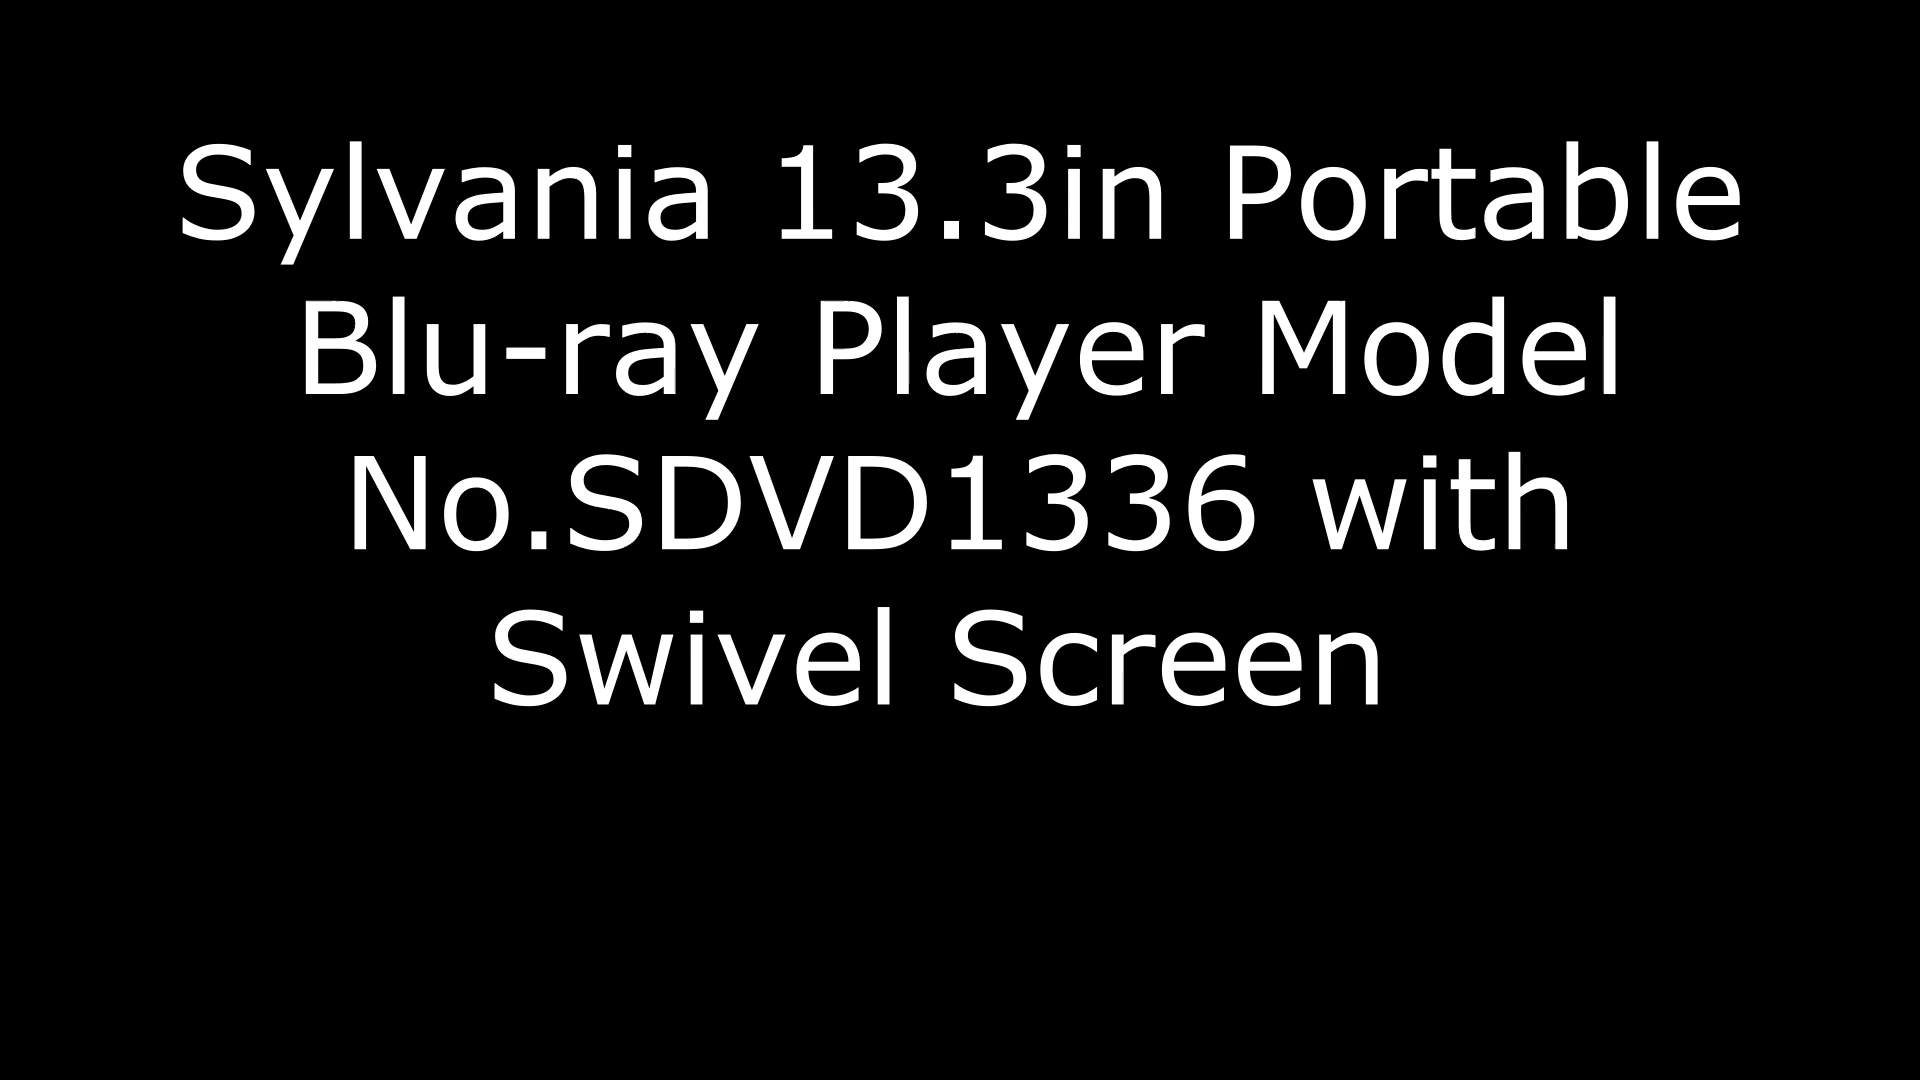 Sylvania 13.3in Portable
Blu-ray Player Model
No.SDVD1336 with
Swivel Screen